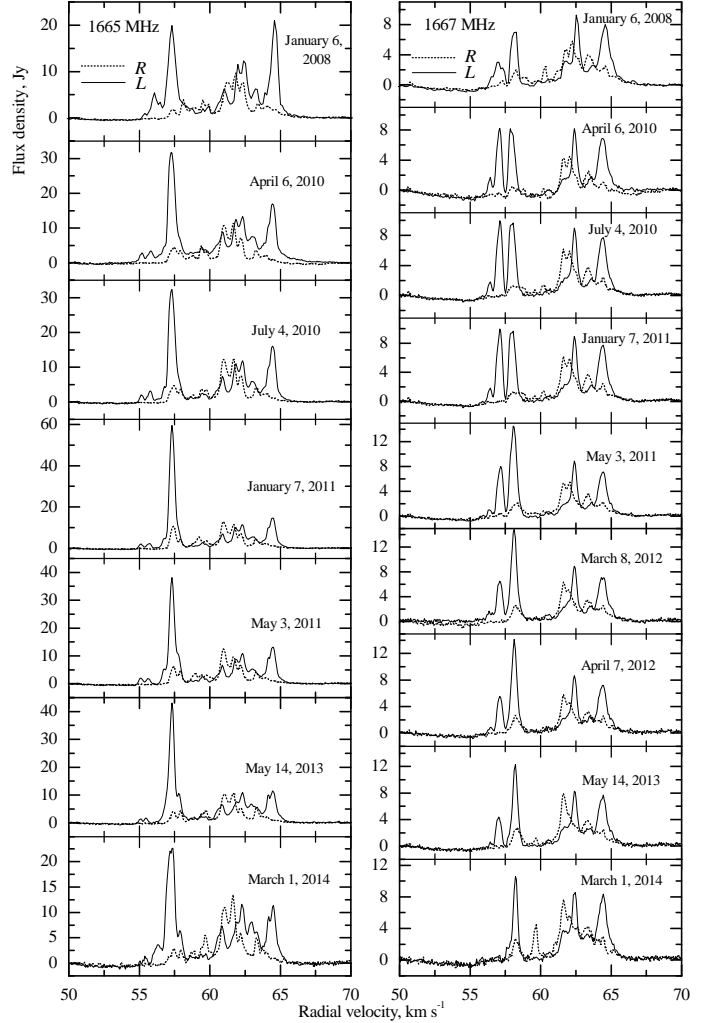 Flux density, Jy
1665 MHz
R
L
January 6,
2008
20
10
0
April 6, 2010
30
20
10
0
July 4, 2010
30
20
10
0
January 7, 2011
60
40
20
0
May 3, 2011
40
30
20
10
0
May 14, 2013
40
30
20
10
0
March 1, 2014
20
15
10
5
0
50 55 60 65 70
1667 MHz
R
L
January 6, 2008
8
4
0
April 6, 2010
8
4
0
July 4, 2010
8
4
0
January 7, 2011
8
4
0
May 3, 2011
12
8
4
0
March 8, 2012
12
8
4
0
April 7, 2012
12
8
4
0
May 14, 2013
12
8
4
0
March 1, 2014
12
8
4
0
50 55 60 65 70
Radial velocity, km s⁻¹